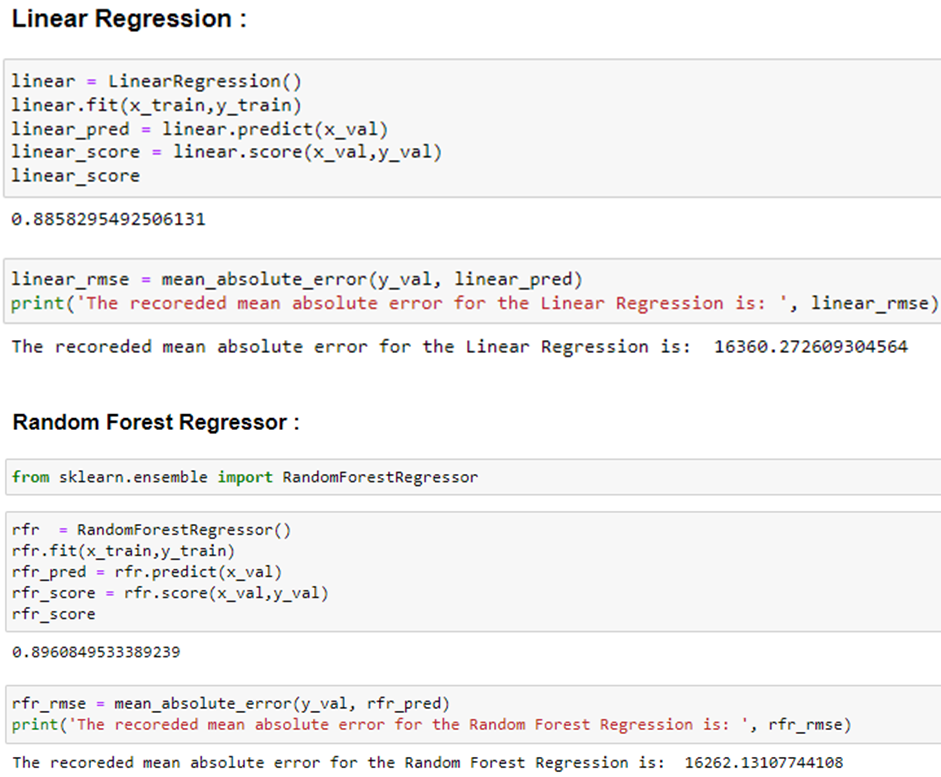 Linear Regression :
linear = LinearRegression()
linear.fit(x_train,y_train)
linear_pred = linear.predict(x_val)
linear_score = linear.score(x_val,y_val)
linear_score
0.8858295492506131
linear_rmse = mean_absolute_error(y_val, linear_pred)
print('The recoreded mean absolute error for the Linear Regression is: ', linear_rmse)
The recoreded mean absolute error for the Linear Regression is:  16360.272609304564
Random Forest Regressor :
from sklearn.ensemble import RandomForestRegressor
rfr  = RandomForestRegressor()
rfr.fit(x_train,y_train)
rfr_pred = rfr.predict(x_val)
rfr_score = rfr.score(x_val,y_val)
rfr_score
0.8960849533389239
rfr_rmse = mean_absolute_error(y_val, rfr_pred)
print('The recoreded mean absolute error for the Random Forest Regression is: ', rfr_rmse)
The recoreded mean absolute error for the Random Forest Regression is:  16262.13107744108